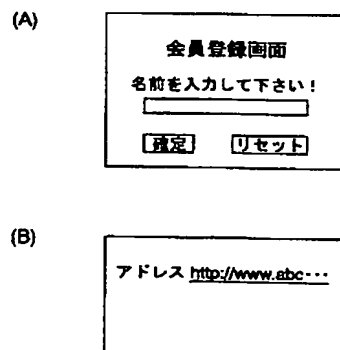 (A)
会員登録画面
名前を入力して下さい！
確定 リセット
(B)
アドレス http://www.abc･･･